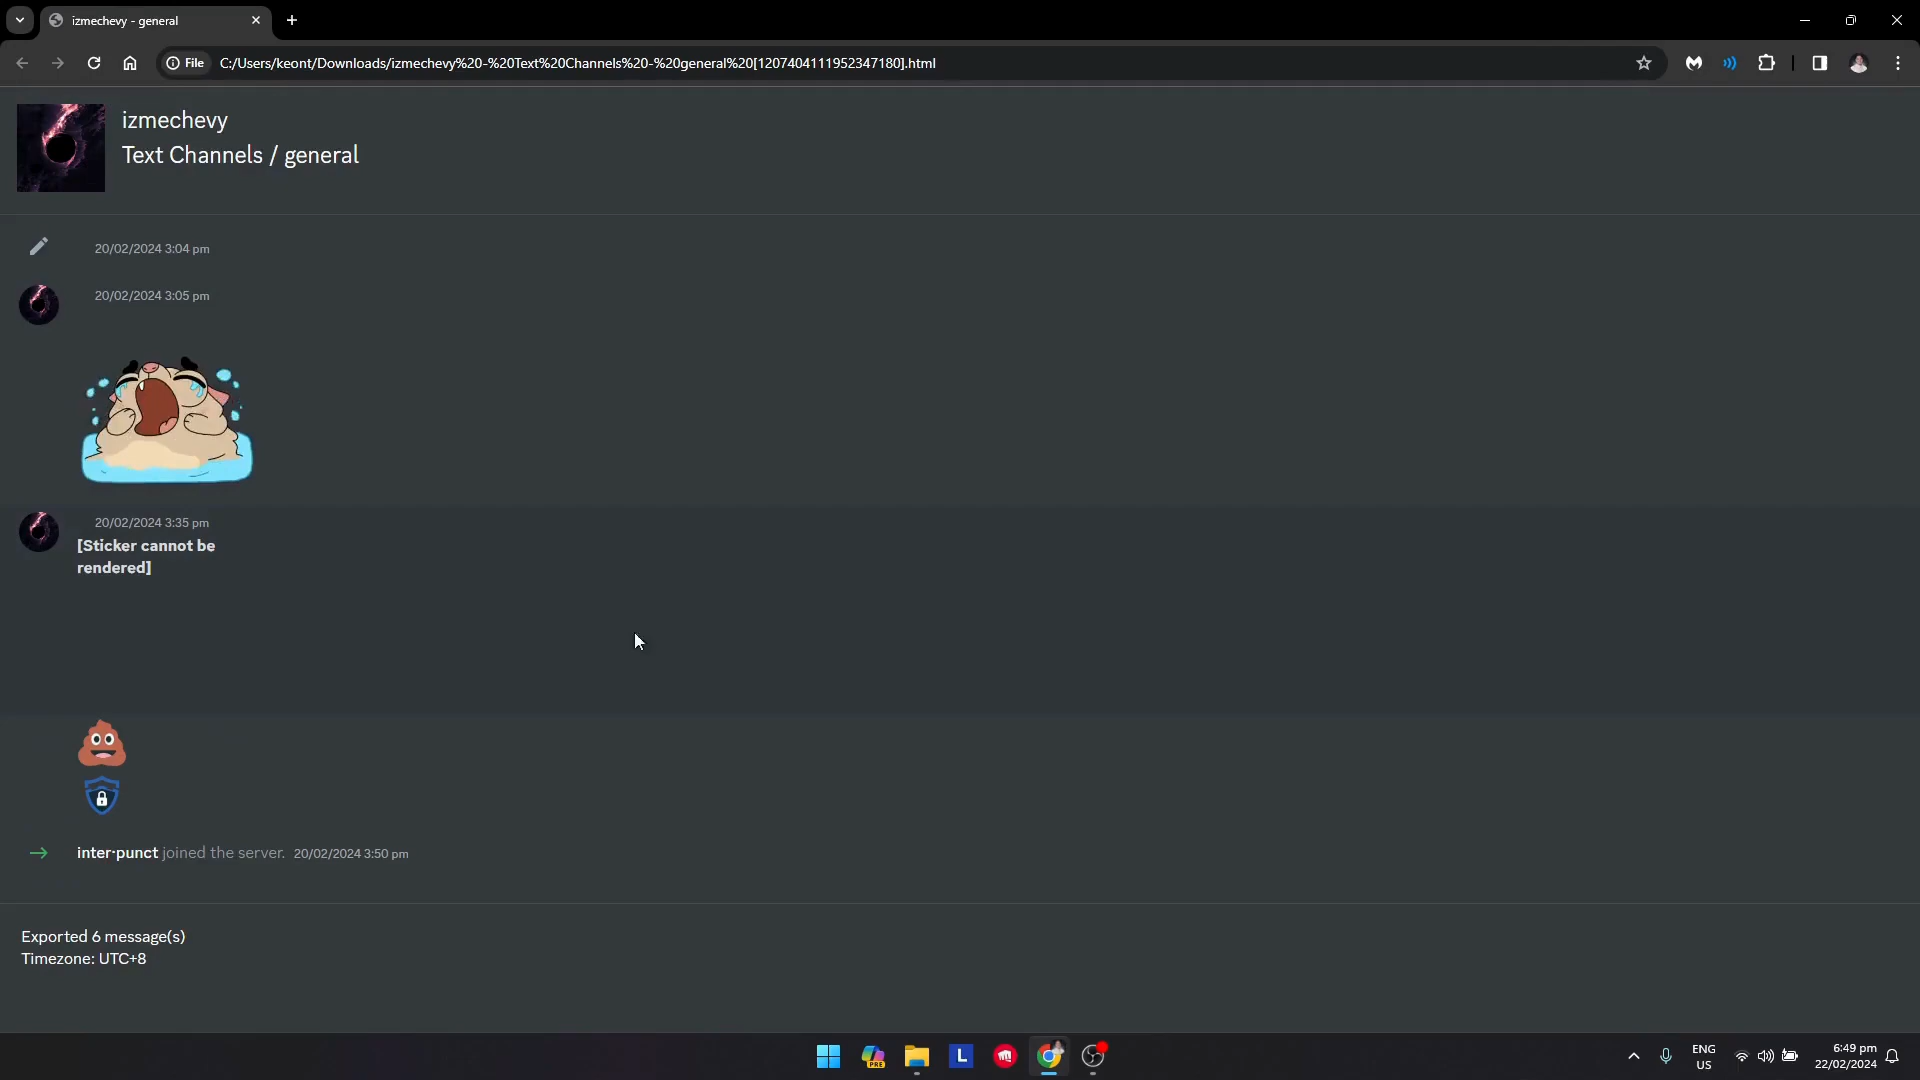 izmechevy - general
File
C:/Users/keont/Downloads/izmechevy%20-%20Text%20Channels%20-%20general%20[1207404111952347180].html
izmechevy
Text Channels / general
20/02/2024 3:04 pm
20/02/2024 3:05 pm
20/02/2024 3:35 pm
[Sticker cannot be
rendered]
inter·punct joined the server. 20/02/2024 3:50 pm
Exported 6 message(s)
Timezone: UTC+8
PRE
L
ENG
US
6:49 pm
22/02/2024